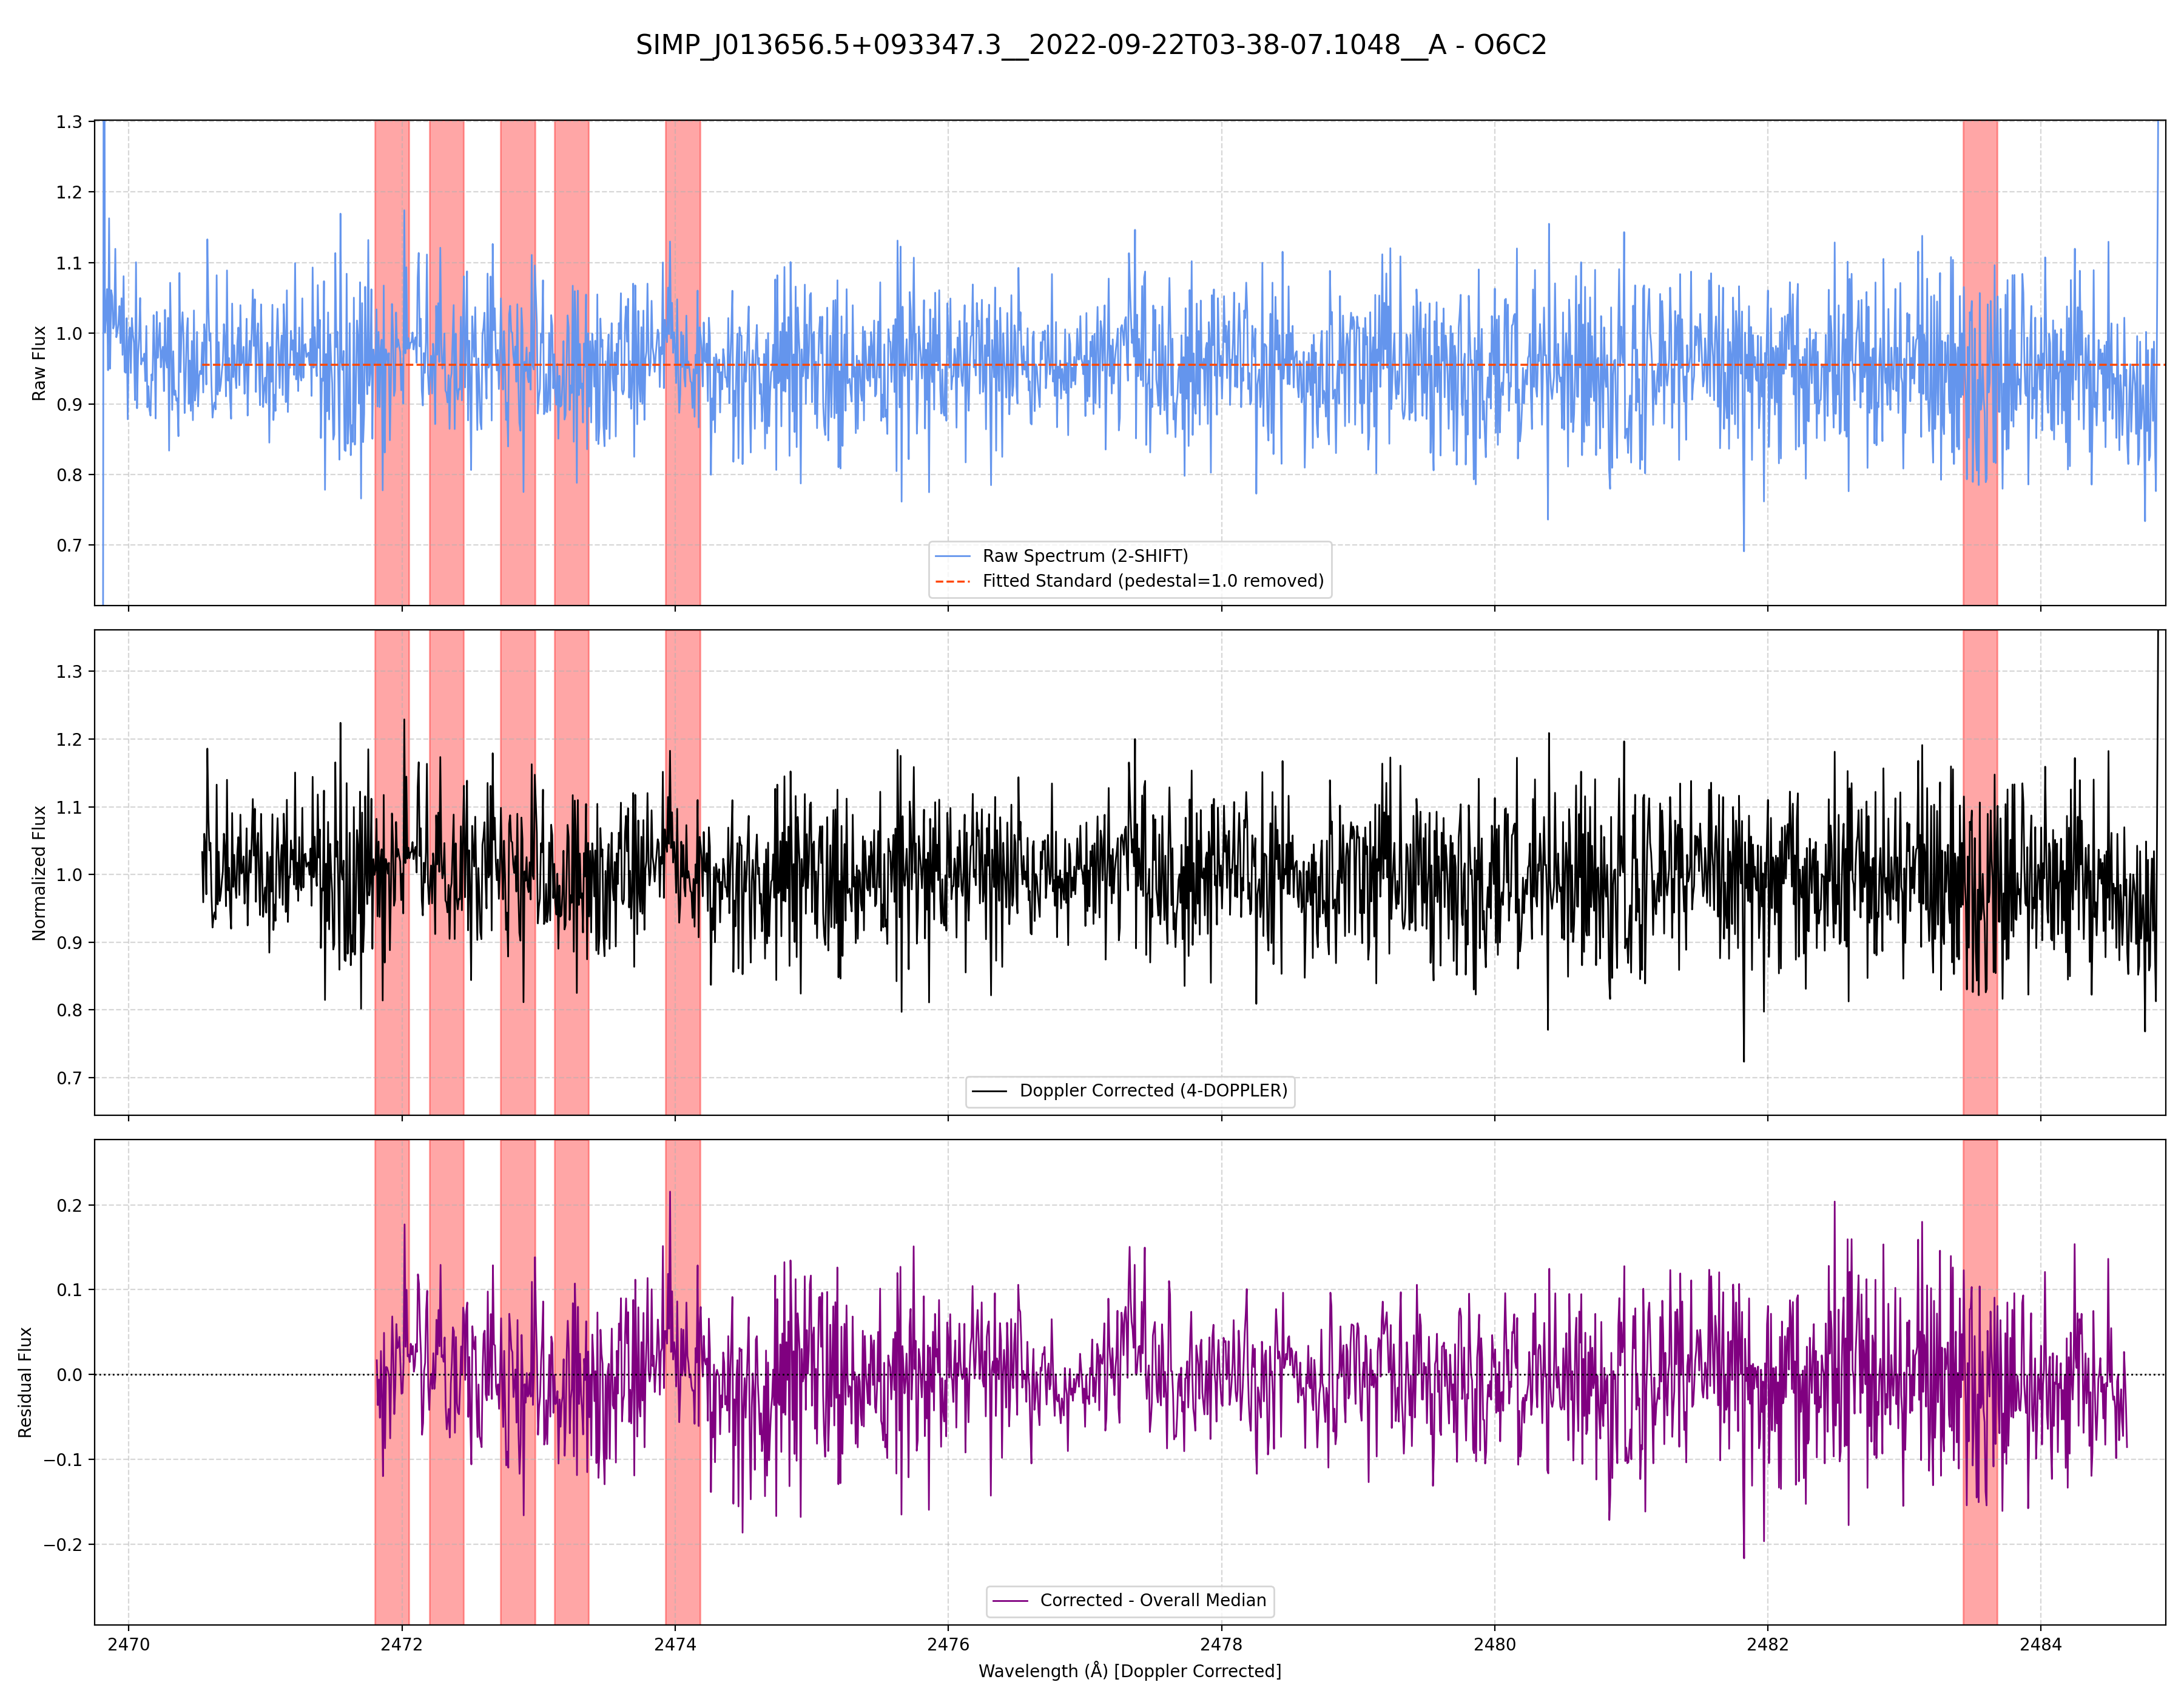 SIMP_J013656.5+093347.3__2022-09-22T03-38-07.1048__A - O6C2
1.3
1.2
1.1
1.0
0.9
0.8
0.7
Raw Flux
Raw Spectrum (2-SHIFT)
Fitted Standard (pedestal=1.0 removed)
1.3
1.2
1.1
1.0
0.9
0.8
0.7
Normalized Flux
Doppler Corrected (4-DOPPLER)
0.2
0.1
0.0
−0.1
−0.2
Residual Flux
Corrected - Overall Median
2470 2472 2474 2476 2478 2480 2482 2484
Wavelength (Å) [Doppler Corrected]